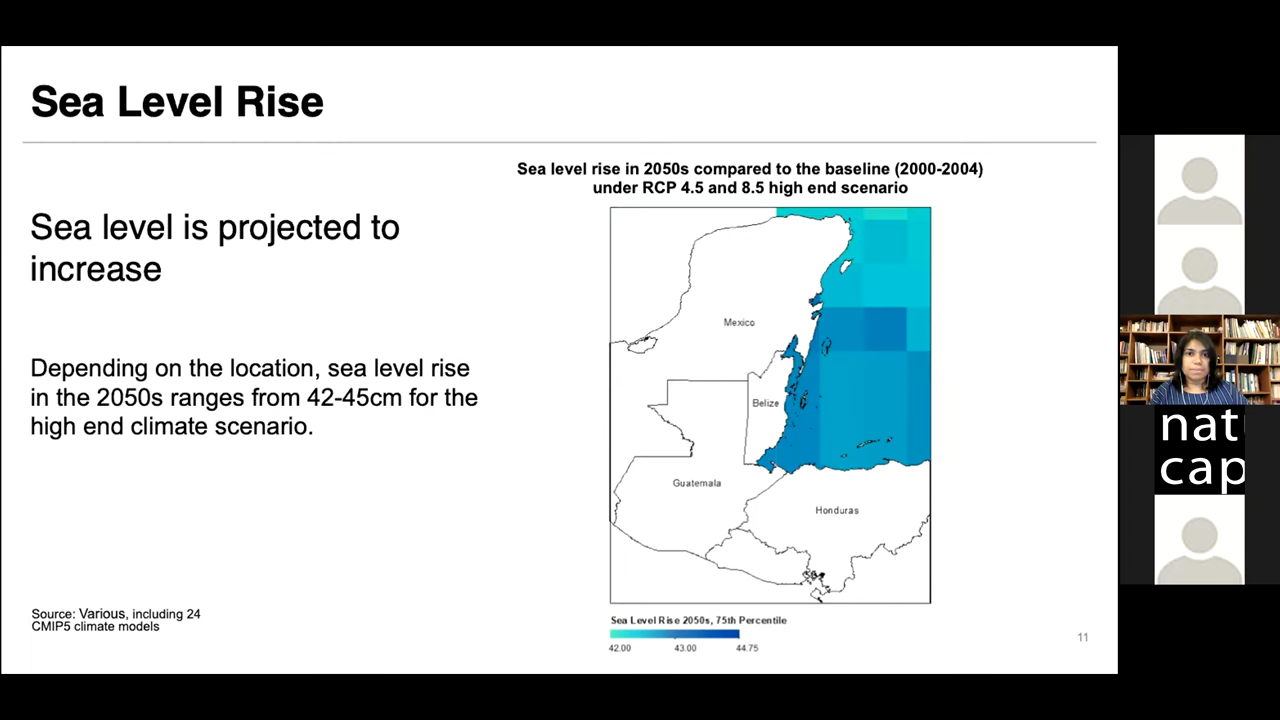 Sea Level Rise
Sea level is projected to
increase
Depending on the location, sea level rise
in the 2050s ranges from 42-45cm for the
high end climate scenario.
Source: Various, including 24
CMIP5 climate models
Sea level rise in 2050s compared to the baseline (2000-2004)
under RCP 4.5 and 8.5 high end scenario
Mexico
Belize
Guatemala
Honduras
Sea Level Rise 2050s, 75th Percentile
42.00 43.00 44.75
11
nat
cap